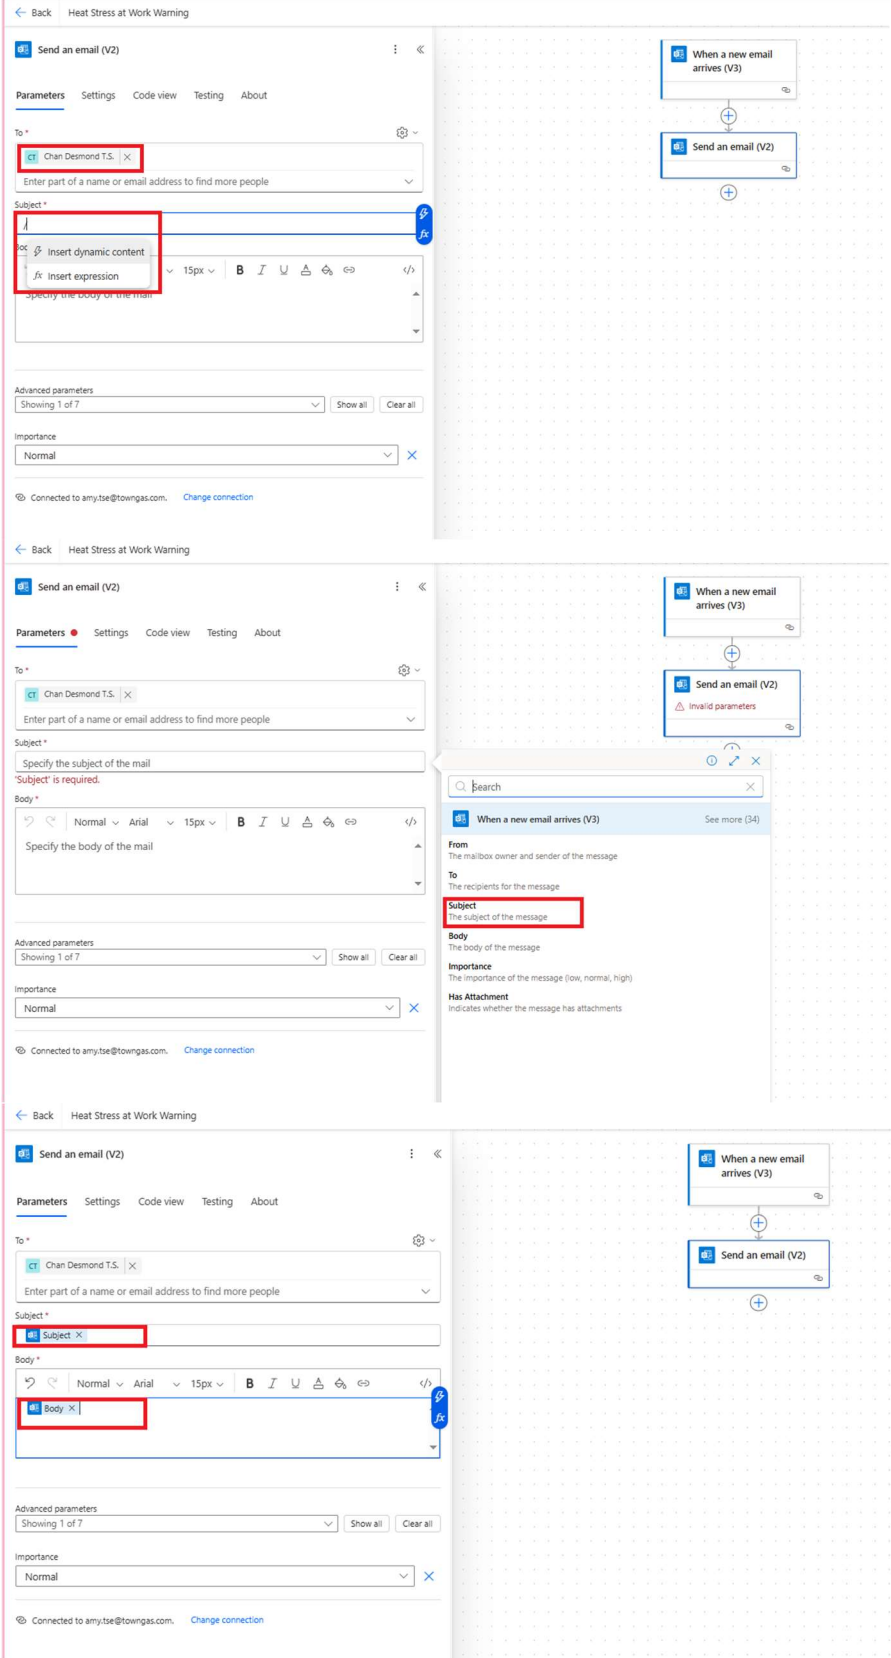 Back Heat Stress at Work Warning
Send an email (V2)
Parameters Settings Code view Testing About
To *
CT Chan Desmond T.S.
Enter part of a name or email address to find more people
Subject *
/
Insert dynamic content
15px B I U
Insert expression
Specify the body of the mail
Advanced parameters
Showing 1 of 7 Show all Clear all
Importance
Normal
Connected to amy.tse@towngas.com. Change connection
When a new email
arrives (V3)
Send an email (V2)
fx
Back Heat Stress at Work Warning
Send an email (V2)
Parameters Settings Code view Testing About
To *
CT Chan Desmond T.S.
Enter part of a name or email address to find more people
Subject *
Specify the subject of the mail
'Subject' is required.
Body *
Normal Arial 15px B I U
Specify the body of the mail
Advanced parameters
Showing 1 of 7 Show all Clear all
Importance
Normal
Connected to amy.tse@towngas.com. Change connection
When a new email
arrives (V3)
Send an email (V2)
Invalid parameters
Search
When a new email arrives (V3) See more (34)
From
The mailbox owner and sender of the message
To
The recipients for the message
Subject
The subject of the message
Body
The body of the message
Importance
The importance of the message (low, normal, high)
Has Attachment
Indicates whether the message has attachments
Back Heat Stress at Work Warning
Send an email (V2)
Parameters Settings Code view Testing About
To *
CT Chan Desmond T.S.
Enter part of a name or email address to find more people
Subject *
Subject
Body *
Normal Arial 15px B I U
Body
fx
Advanced parameters
Showing 1 of 7 Show all Clear all
Importance
Normal
Connected to amy.tse@towngas.com. Change connection
When a new email
arrives (V3)
Send an email (V2)